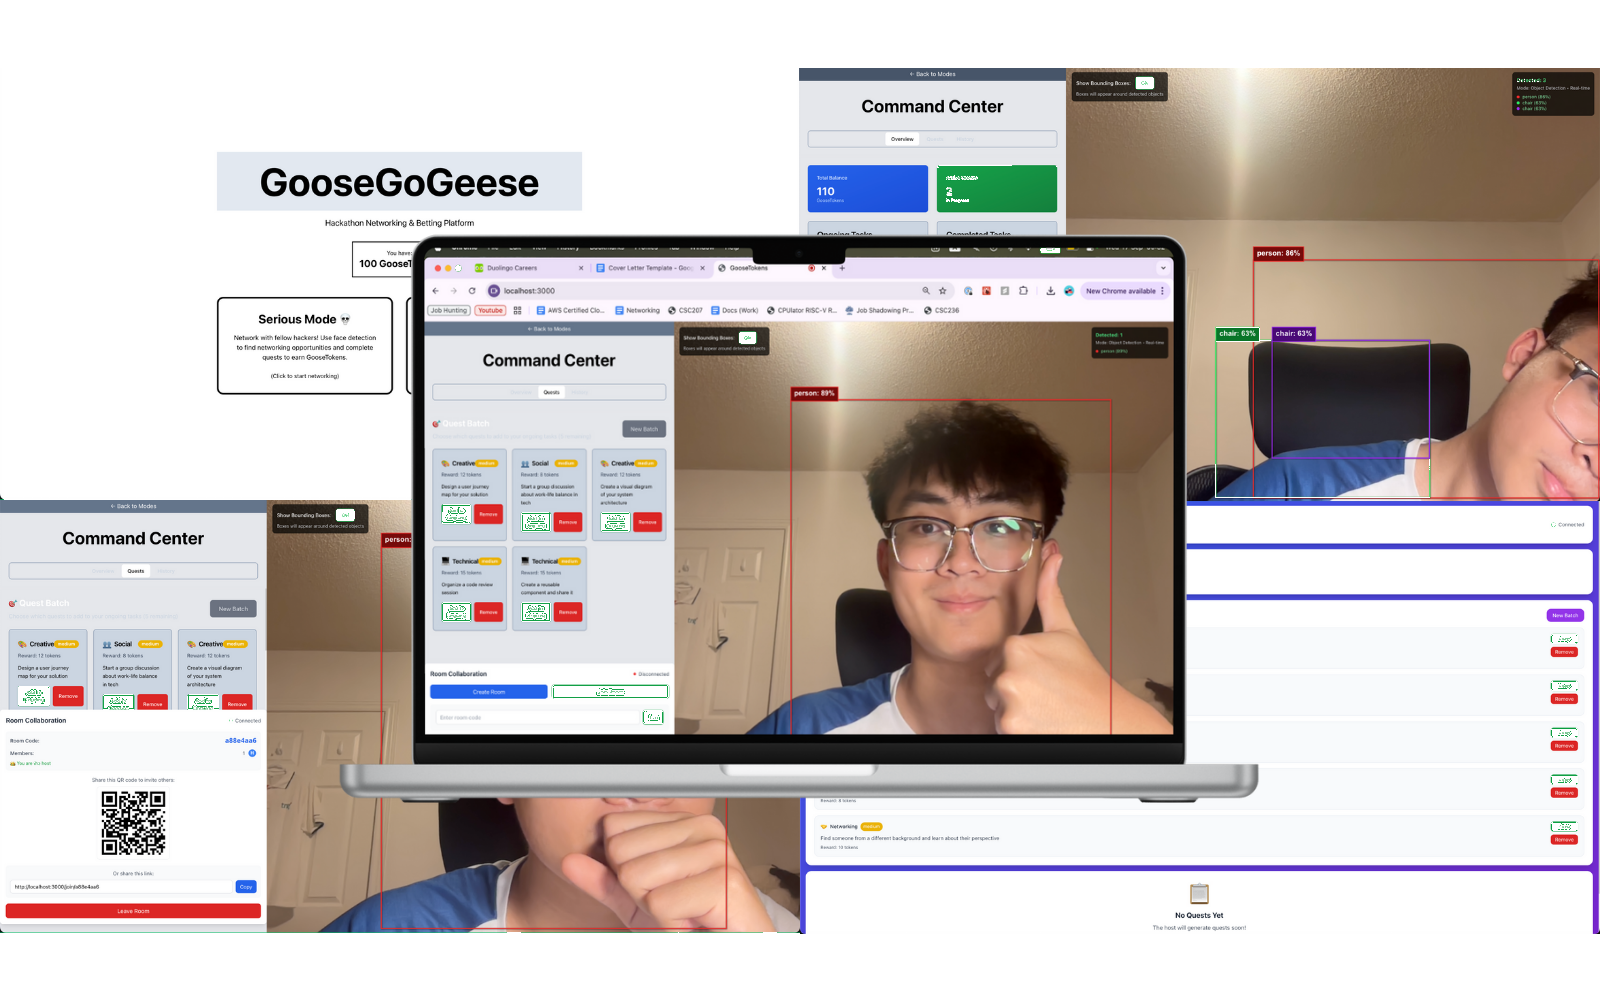 GooseGoGeese
Hackathon Networking & Betting Platform
You have:
100 GooseT
Serious Mode 💀
Network with fellow hackers! Use face detection
to find networking opportunities and complete
quests to earn GooseTokens.
(Click to start networking)
← Back to Modes
Command Center
Overview
Total Balance
110
GooseTokens
2
In Progress
Ongoing Tasks
Completed Tasks
Show Bounding Boxes:
Boxes will appear around detected objects
Detected: 3
Mode: Object Detection - Real-time
person (86%)
chair (63%)
chair (63%)
person: 86%
chair: 63%
chair: 63%
Duolingo Careers
Cover Letter Template - Goo
GooseTokens
localhost:3000
New Chrome available
Job Hunting
Youtube
AWS Certified Clo...
Networking
CSC207
Docs (Work)
CPUlator RISC-V R...
Job Shadowing Pr...
CSC236
← Back to Modes
Command Center
Quests
Quest Batch
New Batch
Creative medium
Reward: 12 tokens
Design a user journey
map for your solution
Remove
Social medium
Start a group discussion
about work-life balance in
tech
Remove
Creative medium
Reward: 12 tokens
Create a visual diagram
of your system
architecture
Remove
Technical medium
Reward: 15 tokens
Organize a code review
session
Remove
Technical medium
Reward: 15 tokens
Create a reusable
component and share it
Remove
Room Collaboration
Disconnected
Create Room
Enter room code
Show Bounding Boxes:
Boxes will appear around detected objects
Detected: 1
Mode: Object Detection - Real-time
person (89%)
person: 89%
← Back to Modes
Command Center
Quests
Quest Batch
New Batch
Creative medium
Reward: 12 tokens
Design a user journey
map for your solution
Remove
Social medium
Reward: 8 tokens
Start a group discussion
about work-life balance
in tech
Remove
Creative medium
Reward: 12 tokens
Create a visual diagram
of your system
architecture
Remove
Room Collaboration
Connected
Room Code:
a88e4aa6
Members:
You are the host
Share this QR code to invite others:
Or share this link:
http://localhost:3000/join/a88e4aa6
Copy
Leave Room
Show Bounding Boxes:
Boxes will appear around detected objects
person:
Connected
New Batch
Remove
Remove
Remove
Remove
Reward: 8 tokens
Networking medium
Find someone from a different background and learn about their perspective
Reward: 10 tokens
Remove
No Quests Yet
The host will generate quests soon!